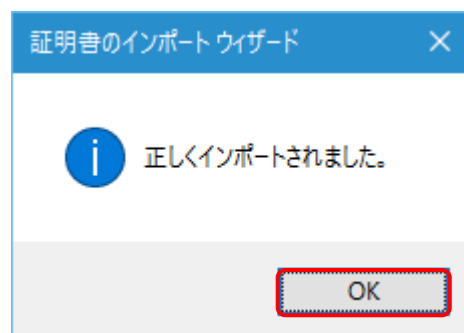 証明書のインポート ウィザード
正しくインポートされました。
OK